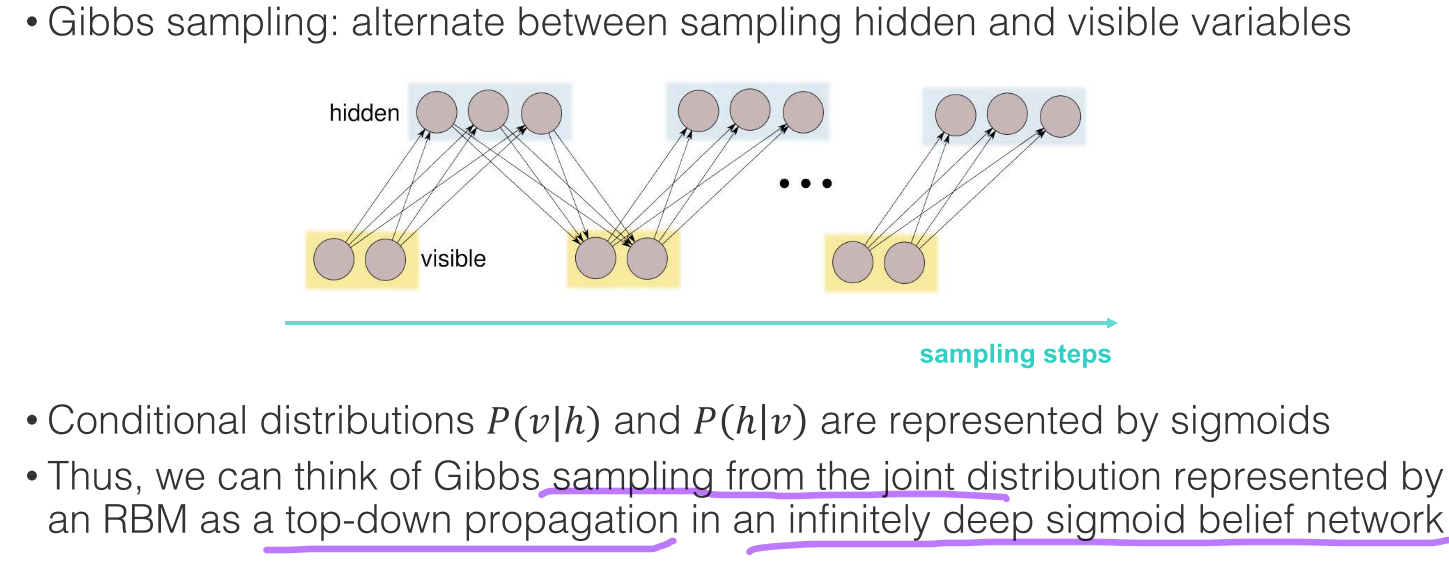 • Gibbs sampling: alternate between sampling hidden and visible variables
hidden
• • •
visible
sampling steps
• Conditional distributions P(v|h) and P(h|v) are represented by sigmoids
• Thus, we can think of Gibbs sampling from the joint distribution represented by
an RBM as a top-down propagation in an infinitely deep sigmoid belief network